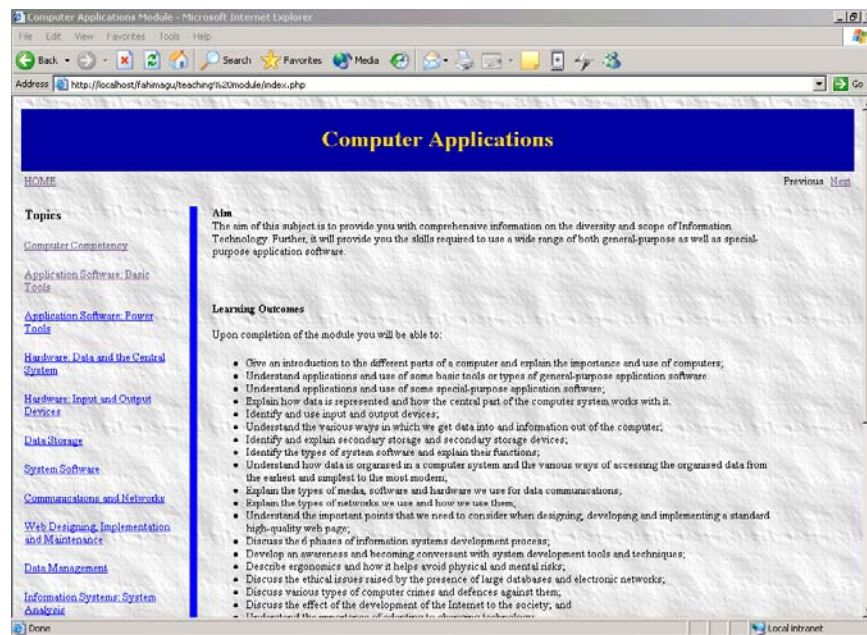 Computer Applications Module - Microsoft Internet Explorer
File Edit View Favorites Tools Help
Back Search Favorites Media
Address http://localhost/fahmagu/teaching%20module/index.php Go
Computer Applications
HOME Previous Next
Topics
Computer Competency
Application Software: Basic
Tools
Application Software: Power
Tools
Hardware: Data and the Central
System
Hardware: Input and Output
Devices
Data Storage
System Software
Communications and Networks
Web Designing, Implementation
and Maintenance
Data Management
Information Systems: System
Analysis
Aim
The aim of this subject is to provide you with comprehensive information on the diversity and scope of Information
Technology. Further, it will provide you the skills required to use a wide range of both general-purpose as well as special-
purpose application software.
Learning Outcomes
Upon completion of the module you will be able to:
• Give an introduction to the different parts of a computer and explain the importance and use of computers;
• Understand applications and use of some basic tools or types of general-purpose application software.
• Understand applications and use of some special-purpose application software;
• Explain how data is represented and how the central part of the computer system works with it.
• Identify and use input and output devices;
• Understand the various ways in which we get data into and information out of the computer;
• Identify and explain secondary storage and secondary storage devices;
• Identify the types of system software and explain their functions;
• Understand how data is organised in a computer system and the various ways of accessing the organised data from
the earliest and simplest to the most modern;
• Explain the types of media, software and hardware we use for data communications;
• Explain the types of networks we use and how we use them;
• Understand the important points that we need to consider when designing, developing and implementing a standard
high-quality web page;
• Discuss the 6 phases of information systems development process;
• Develop an awareness and becoming conversant with system development tools and techniques;
• Describe ergonomics and how it helps avoid physical and mental risks;
• Discuss the ethical issues raised by the presence of large databases and electronic networks;
• Discuss various types of computer crimes and defences against them;
• Discuss the effect of the development of the Internet to the society; and
• Understand the importance of adapting to changing technology.
Done Local intranet